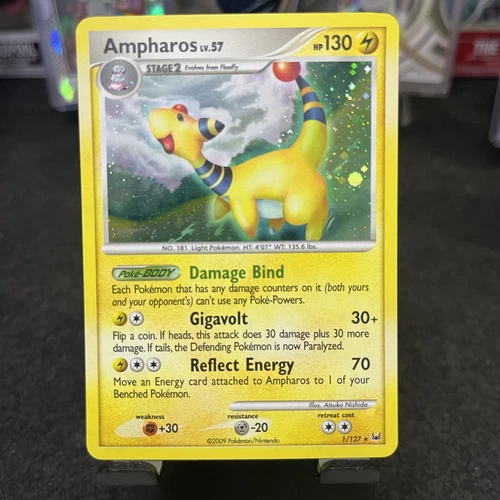 Ampharos LV.57 HP 130
STAGE2 Evolves from Flaaffy
NO. 181 Light Pokémon HT: 4'07" WT: 135.6 lbs.
Poké-BODY Damage Bind
Each Pokémon that has any damage counters on it (both yours
and your opponent's) can't use any Poké-Powers.
Gigavolt 30+
Flip a coin. If heads, this attack does 30 damage plus 30 more
damage. If tails, the Defending Pokémon is now Paralyzed.
Reflect Energy 70
Move an Energy card attached to Ampharos to 1 of your
Benched Pokémon.
Illus. Atsuko Nishida
weakness resistance retreat cost
+30 -20
©2009 Pokémon/Nintendo 1/127 ★